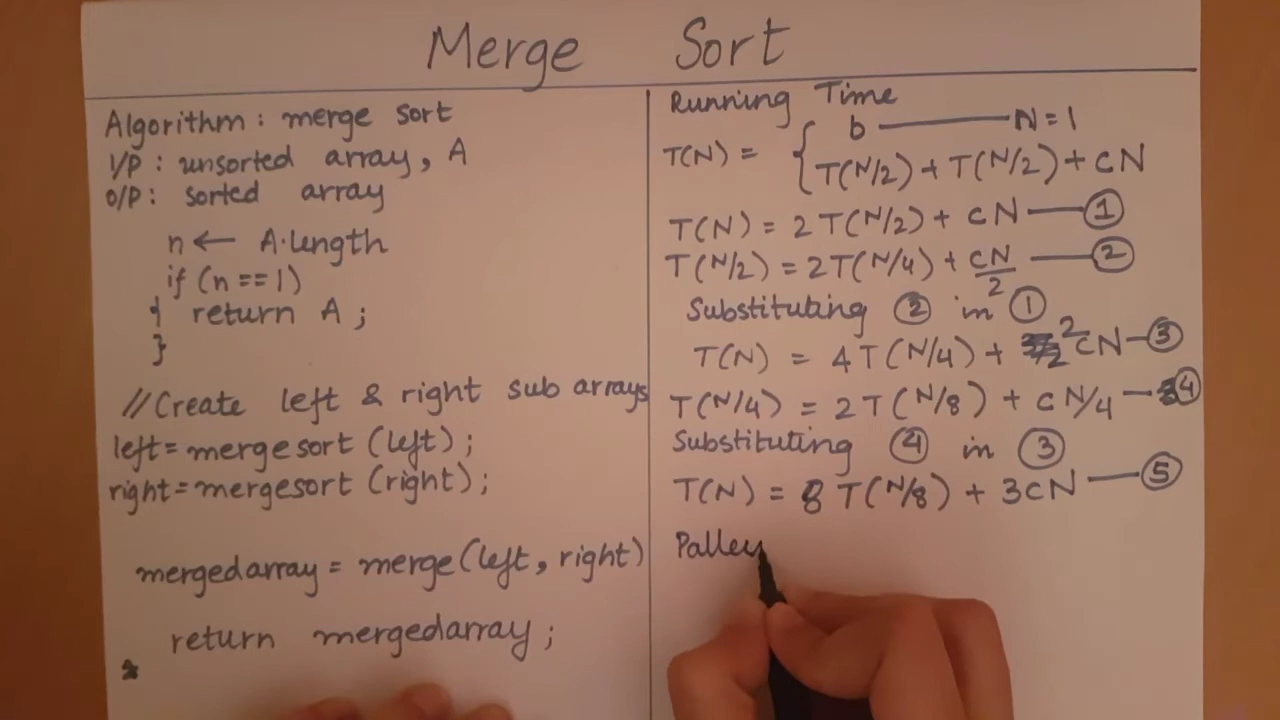 Merge Sort
Algorithm: merge sort
I/P: unsorted array, A
O/P: sorted array
n ← A.length
if (n == 1)
{ return A ;
}
// Create left & right sub arrays
left = mergesort (left) ;
right = mergesort (right) ;
mergedarray = merge(left, right)
return mergedarray ;
Running Time
T(N) = { b — N = 1
T(N/2) + T(N/2) + cN
T(N) = 2T(N/2) + cN — ①
T(N/2) = 2T(N/4) + cN/2 — ②
Substituting ② in ①
T(N) = 4T(N/4) + 2cN — ③
T(N/4) = 2T(N/8) + cN/4 — ④
Substituting ④ in ③
T(N) = 8T(N/8) + 3cN — ⑤